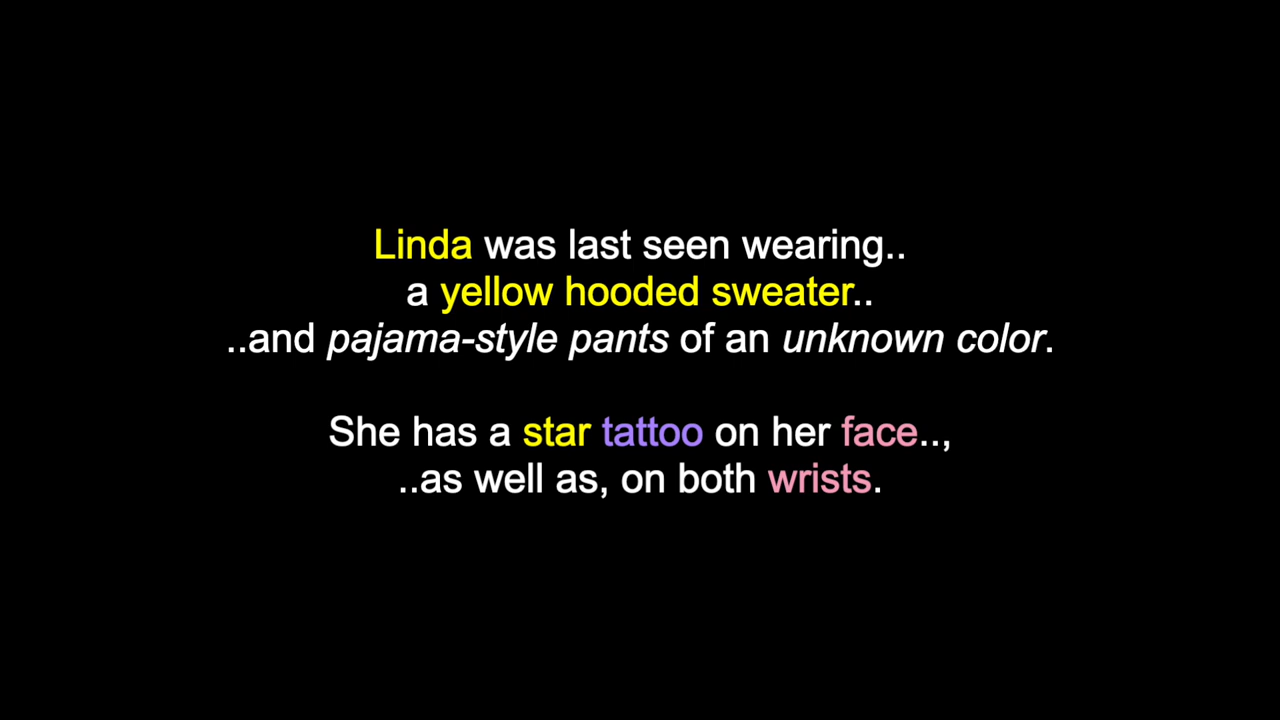 Linda was last seen wearing..
a yellow hooded sweater..
..and pajama-style pants of an unknown color.
She has a star tattoo on her face..,
..as well as, on both wrists.